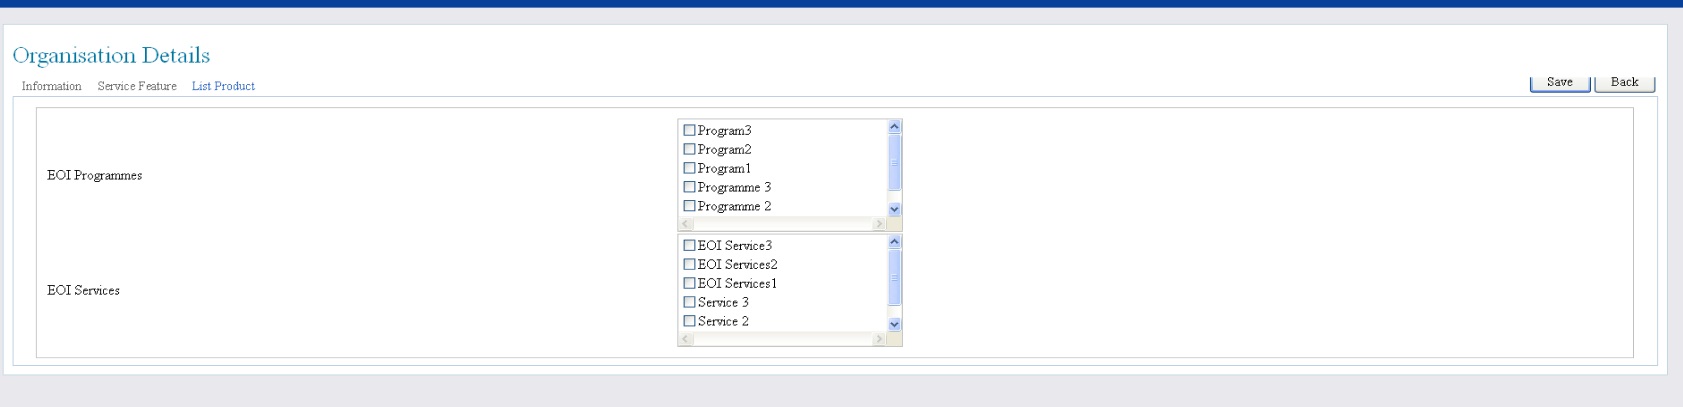 Organisation Details
Information Service Feature List Product
Save Back
EOI Programmes
Program3
Program2
Program1
Programme 3
Programme 2
EOI Services
EOI Service3
EOI Services2
EOI Services1
Service 3
Service 2